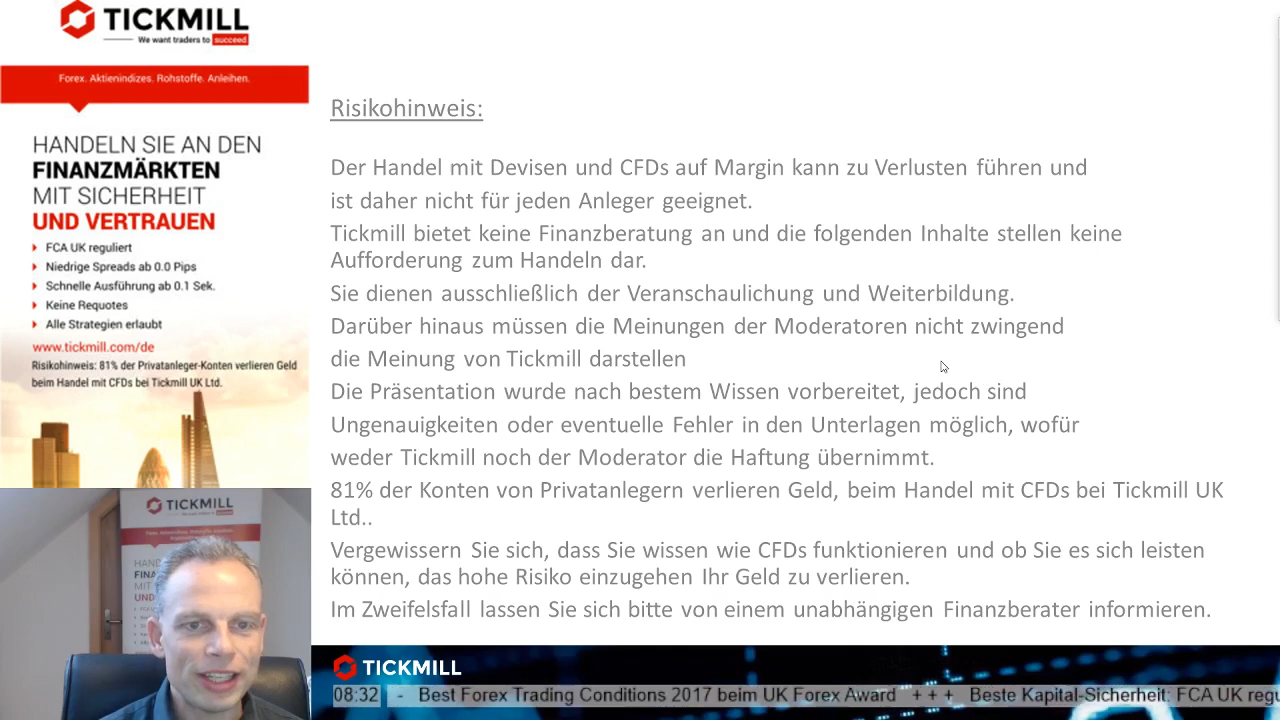 TICKMILL
We want traders to succeed
Forex. Aktienindizes. Rohstoffe. Anleihen.
HANDELN SIE AN DEN
FINANZMÄRKTEN
MIT SICHERHEIT
UND VERTRAUEN
FCA UK reguliert
Niedrige Spreads ab 0.0 Pips
Schnelle Ausführung ab 0.1 Sek.
Keine Requotes
Alle Strategien erlaubt
www.tickmill.com/de
Risikohinweis: 81% der Privatanleger-Konten verlieren Geld
beim Handel mit CFDs bei Tickmill UK Ltd.
Risikohinweis:
Der Handel mit Devisen und CFDs auf Margin kann zu Verlusten führen und
ist daher nicht für jeden Anleger geeignet.
Tickmill bietet keine Finanzberatung an und die folgenden Inhalte stellen keine
Aufforderung zum Handeln dar.
Sie dienen ausschließlich der Veranschaulichung und Weiterbildung.
Darüber hinaus müssen die Meinungen der Moderatoren nicht zwingend
die Meinung von Tickmill darstellen
Die Präsentation wurde nach bestem Wissen vorbereitet, jedoch sind
Ungenauigkeiten oder eventuelle Fehler in den Unterlagen möglich, wofür
weder Tickmill noch der Moderator die Haftung übernimmt.
81% der Konten von Privatanlegern verlieren Geld, beim Handel mit CFDs bei Tickmill UK
Ltd..
Vergewissern Sie sich, dass Sie wissen wie CFDs funktionieren und ob Sie es sich leisten
können, das hohe Risiko einzugehen Ihr Geld zu verlieren.
Im Zweifelsfall lassen Sie sich bitte von einem unabhängigen Finanzberater informieren.
TICKMILL
HAND
FINA
MIT
UND
TICKMILL
08:32 - Best Forex Trading Conditions 2017 beim UK Forex Award + + + Beste Kapital-Sicherheit: FCA UK regu